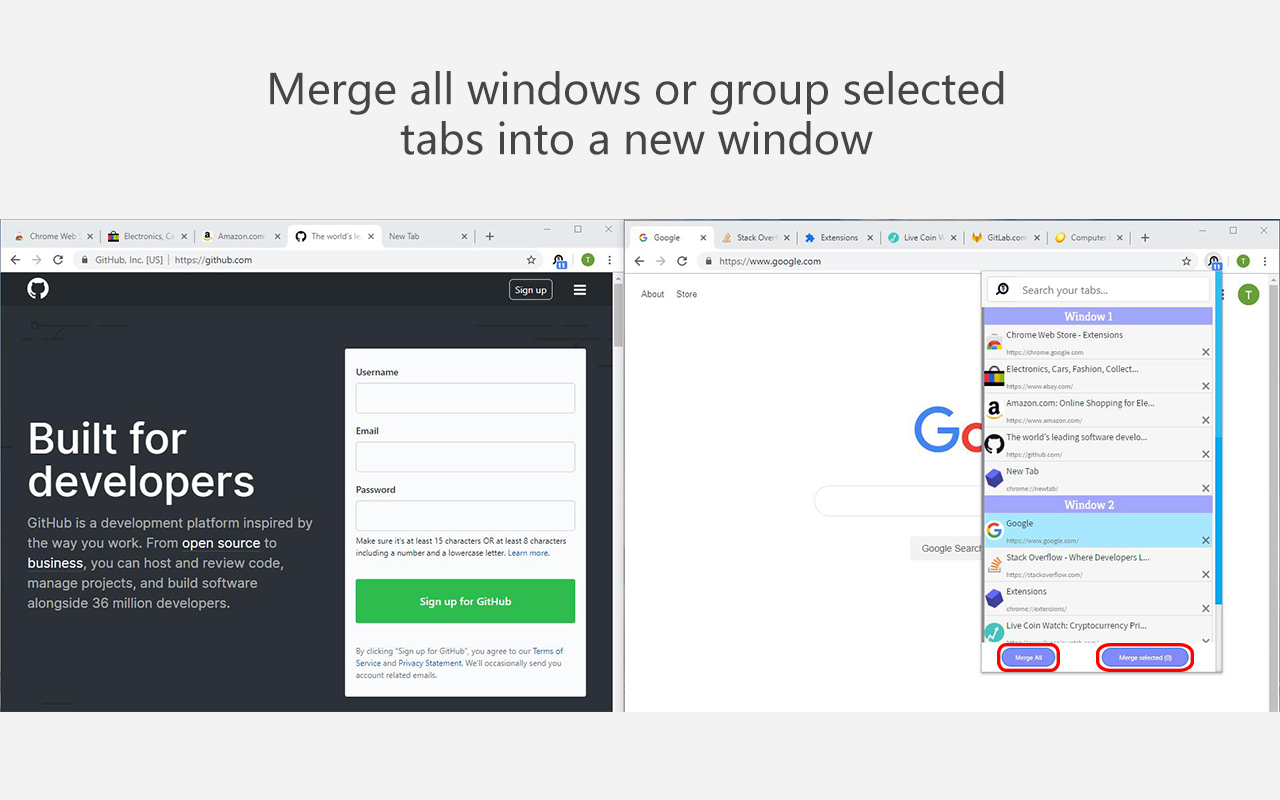 Merge all windows or group selected
tabs into a new window
Chrome Web
Electronics, Ca
Amazon.com:
The world's le
New Tab
GitHub, Inc. [US]
https://github.com
11
T
Sign up
Built for
developers
GitHub is a development platform inspired by
the way you work. From open source to
business, you can host and review code,
manage projects, and build software
alongside 36 million developers.
Username
Email
Password
Make sure it's at least 15 characters OR at least 8 characters
including a number and a lowercase letter. Learn more.
Sign up for GitHub
By clicking "Sign up for GitHub", you agree to our Terms of
Service and Privacy Statement. We'll occasionally send you
account related emails.
Google
Stack Over
Extensions
Live Coin W
GitLab.com
Computer
https://www.google.com
11
T
About
Store
T
Goo
Google Search
Search your tabs...
Window 1
Chrome Web Store - Extensions
https://chrome.google.com
Electronics, Cars, Fashion, Collect...
https://www.ebay.com/
Amazon.com: Online Shopping for Ele...
https://www.amazon.com/
The world's leading software develo...
https://github.com/
New Tab
chrome://newtab/
Window 2
Google
https://www.google.com/
Stack Overflow - Where Developers L...
https://stackoverflow.com/
Extensions
chrome://extensions/
Live Coin Watch: Cryptocurrency Pri...
Merge All
Merge selected (0)